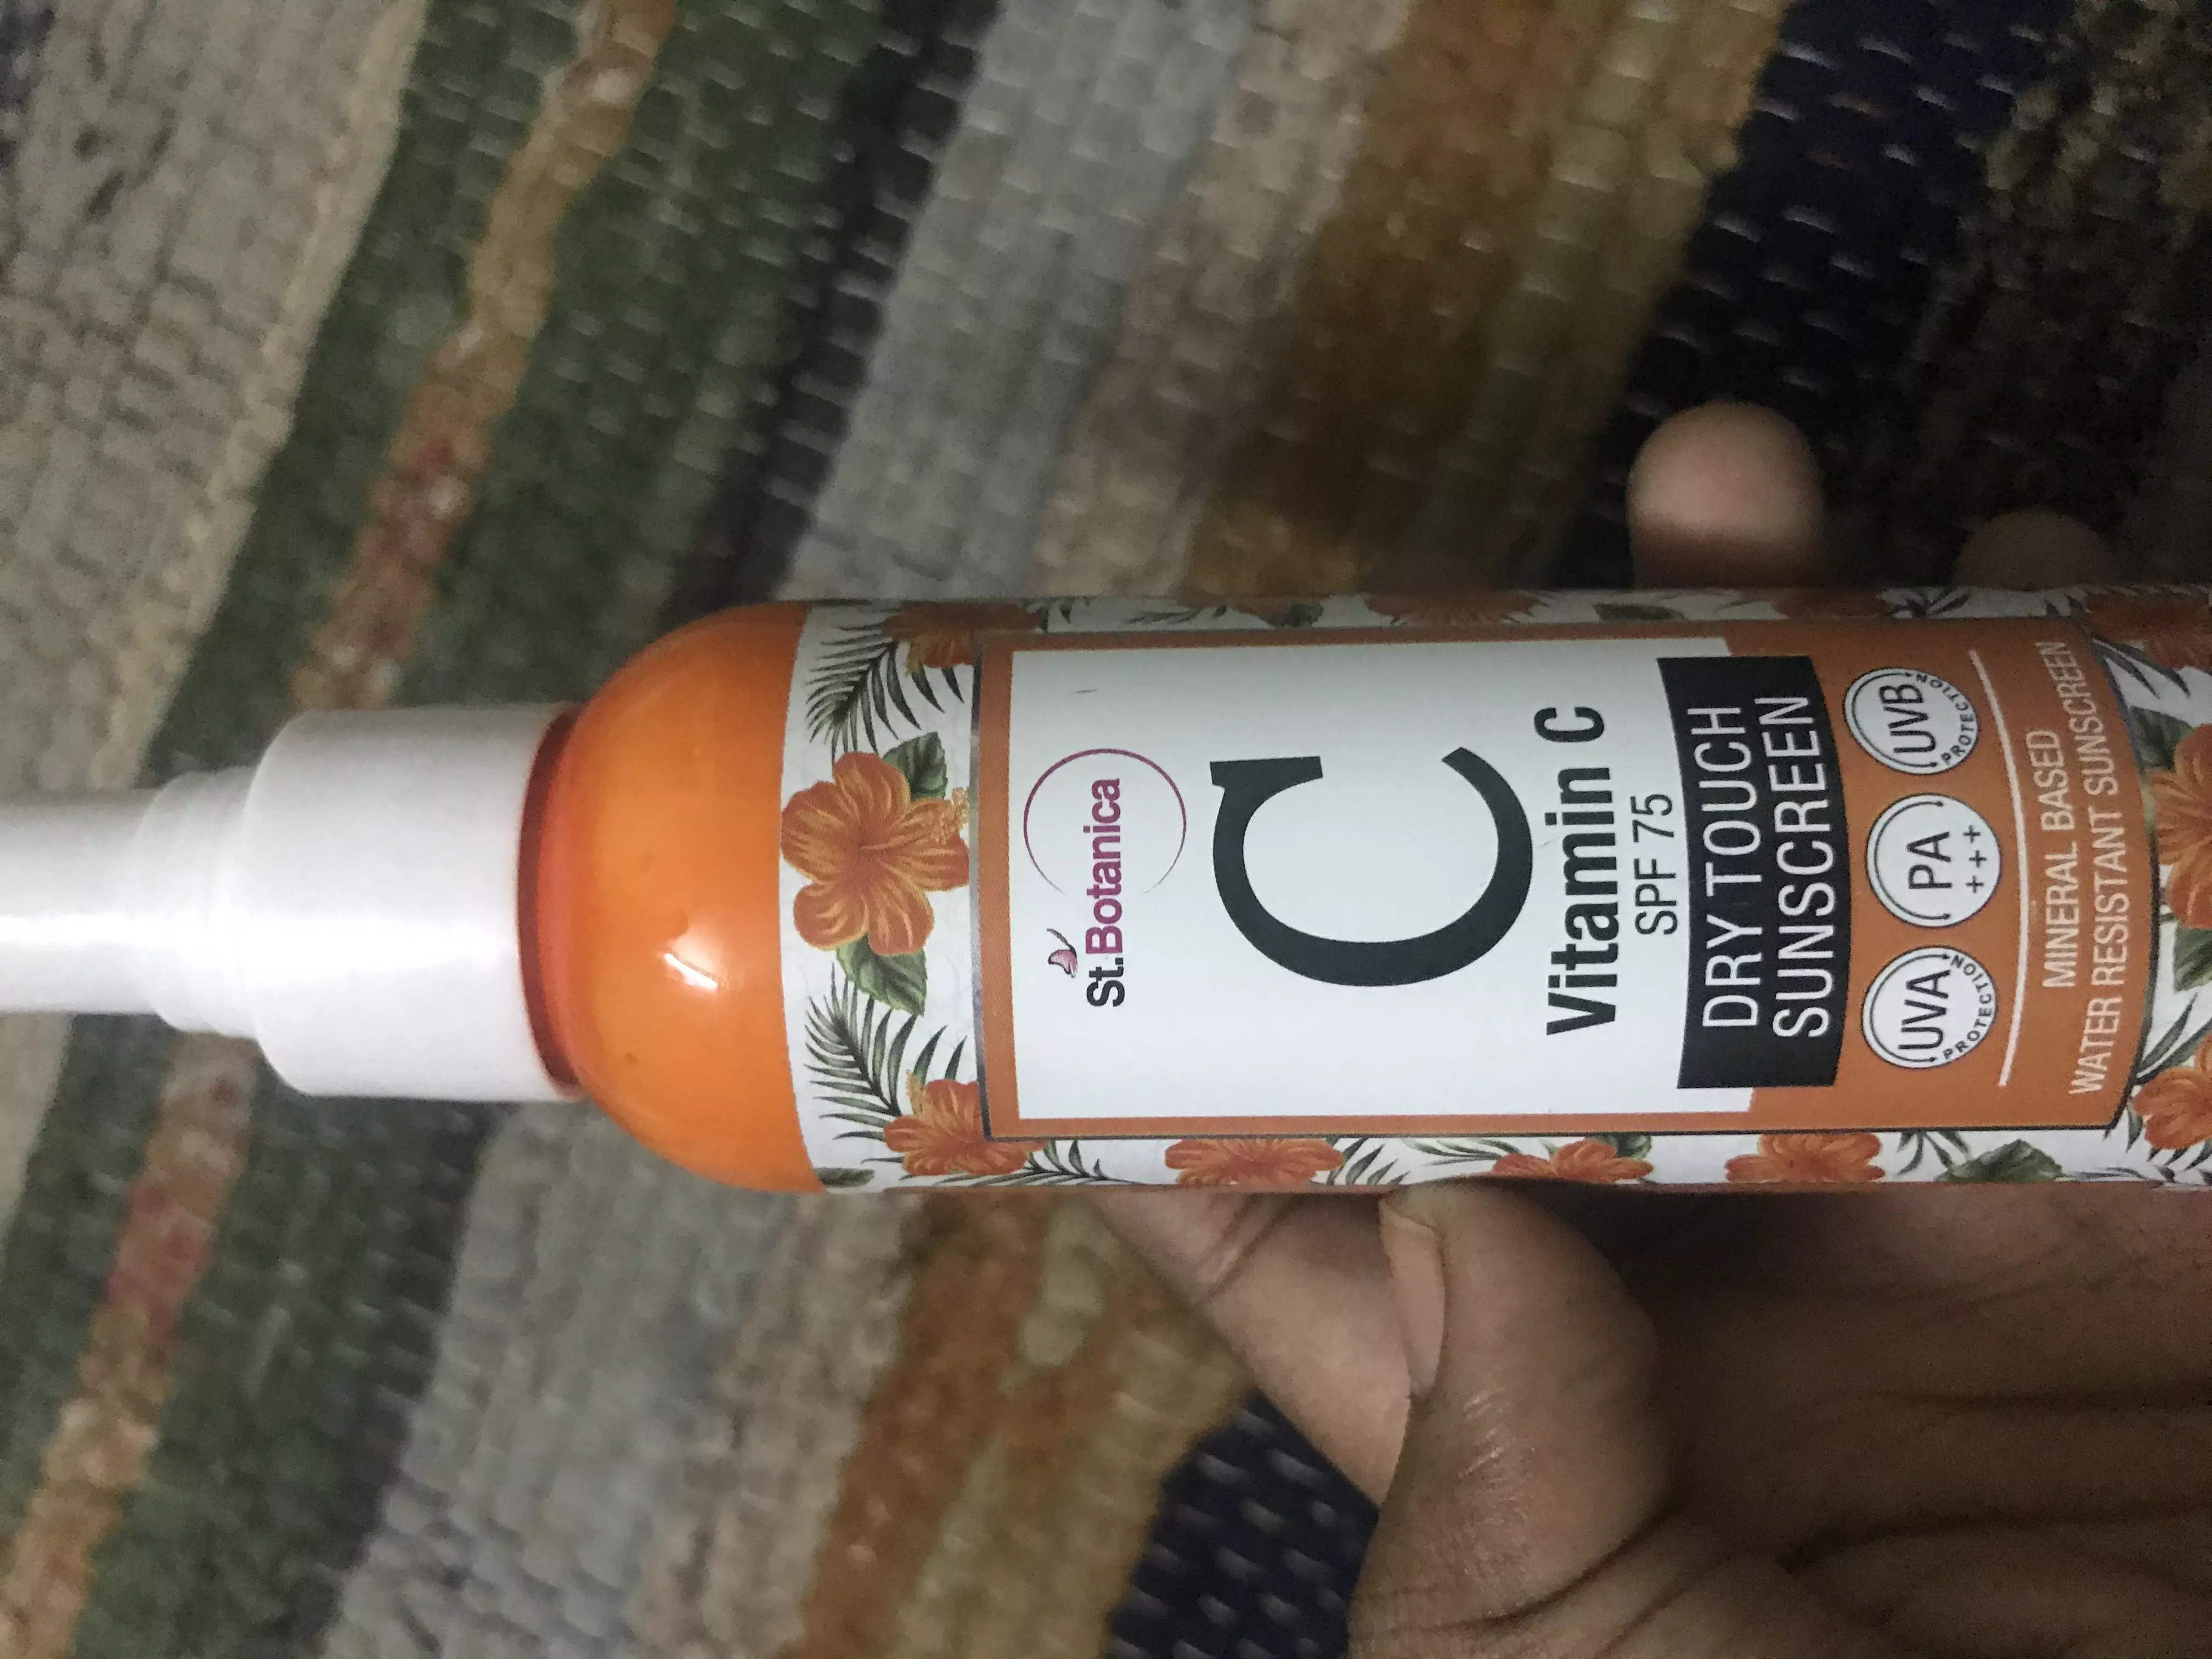 St.Botanica
C
Vitamin C
SPF 75
DRY TOUCH
SUNSCREEN
UVA
PROTECTION
PA
+++
UVB
PROTECTION
MINERAL BASED
WATER RESISTANT SUNSCREEN